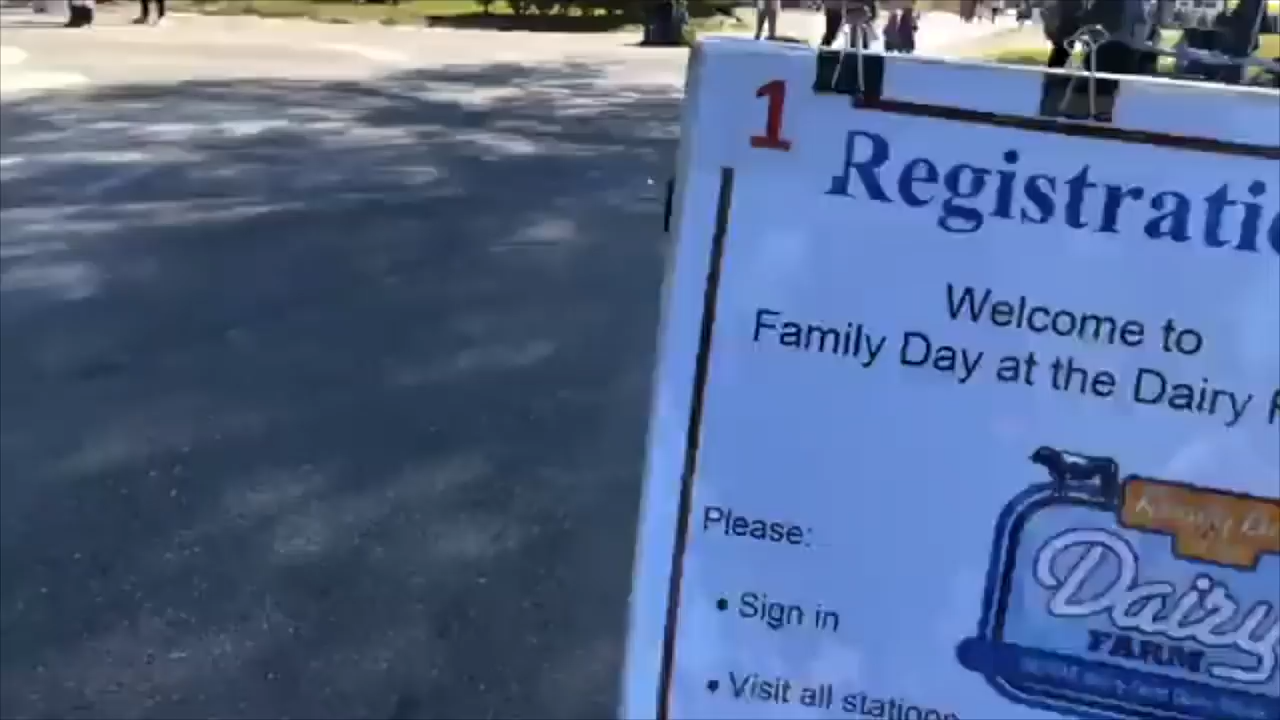 1
Registratio
Welcome to
Family Day at the Dairy F
Please:
• Sign in
• Visit all station
Dairy
FARM